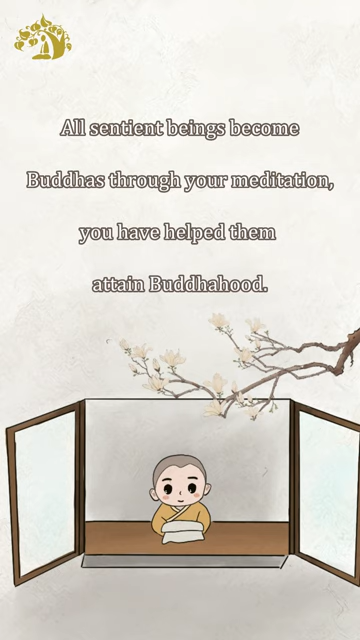 All sentient beings become
Buddhas through your meditation,
you have helped them
attain Buddhahood.